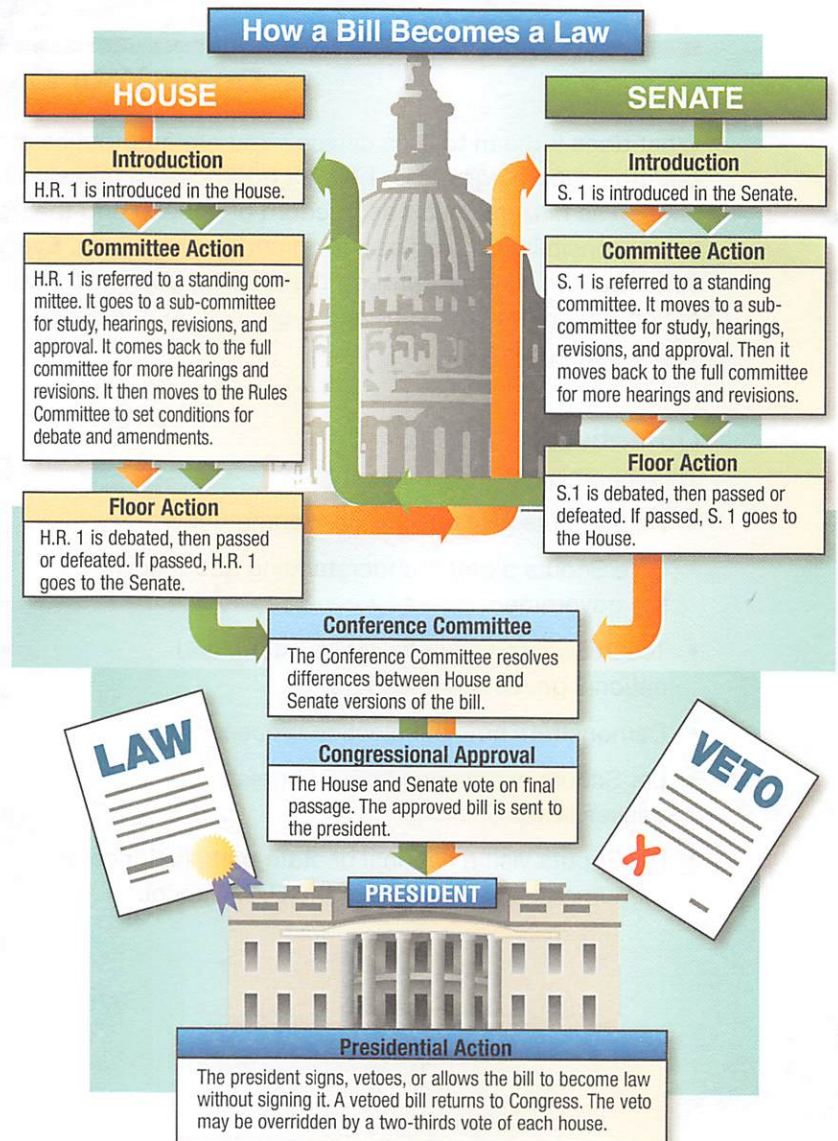 How a Bill Becomes a Law
HOUSE
Introduction
H.R. 1 is introduced in the House.
Committee Action
H.R. 1 is referred to a standing com-
mittee. It goes to a sub-committee
for study, hearings, revisions, and
approval. It comes back to the full
committee for more hearings and
revisions. It then moves to the Rules
Committee to set conditions for
debate and amendments.
Floor Action
H.R. 1 is debated, then passed
or defeated. If passed, H.R. 1
goes to the Senate.
SENATE
Introduction
S. 1 is introduced in the Senate.
Committee Action
S. 1 is referred to a standing
committee. It moves to a sub-
committee for study, hearings,
revisions, and approval. Then it
moves back to the full committee
for more hearings and revisions.
Floor Action
S.1 is debated, then passed or
defeated. If passed, S. 1 goes to
the House.
Conference Committee
The Conference Committee resolves
differences between House and
Senate versions of the bill.
Congressional Approval
The House and Senate vote on final
passage. The approved bill is sent to
the president.
LAW
VETO
PRESIDENT
Presidential Action
The president signs, vetoes, or allows the bill to become law
without signing it. A vetoed bill returns to Congress. The veto
may be overridden by a two-thirds vote of each house.